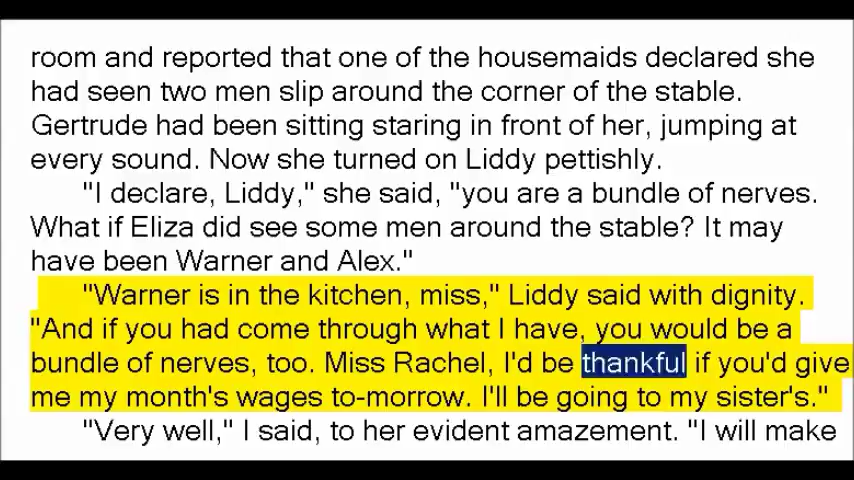 room and reported that one of the housemaids declared she
had seen two men slip around the corner of the stable.
Gertrude had been sitting staring in front of her, jumping at
every sound. Now she turned on Liddy pettishly.
"I declare, Liddy," she said, "you are a bundle of nerves.
What if Eliza did see some men around the stable? It may
have been Warner and Alex."
"Warner is in the kitchen, miss," Liddy said with dignity.
"And if you had come through what I have, you would be a
bundle of nerves, too. Miss Rachel, I'd be thankful if you'd give
me my month's wages to-morrow. I'll be going to my sister's."
"Very well," I said, to her evident amazement. "I will make